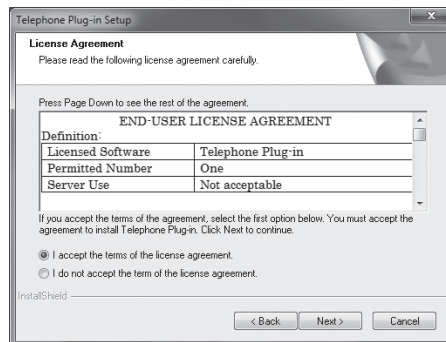 Telephone Plug-in Setup
x
License Agreement
Please read the following license agreement carefully.
Press Page Down to see the rest of the agreement.
END-USER LICENSE AGREEMENT
Definition:
Licensed Software Telephone Plug-in
Permitted Number One
Server Use Not acceptable
If you accept the terms of the agreement, select the first option below. You must accept the
agreement to install Telephone Plug-in. Click Next to continue.
I accept the terms of the license agreement.
I do not accept the term of the license agreement.
InstallShield
< Back Next > Cancel